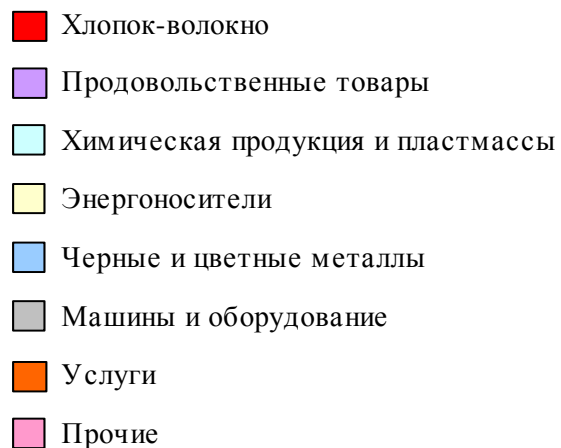 Хлопок-волокно
Продовольственные товары
Химическая продукция и пластмассы
Энергоносители
Черные и цветные металлы
Машины и оборудование
Услуги
Прочие